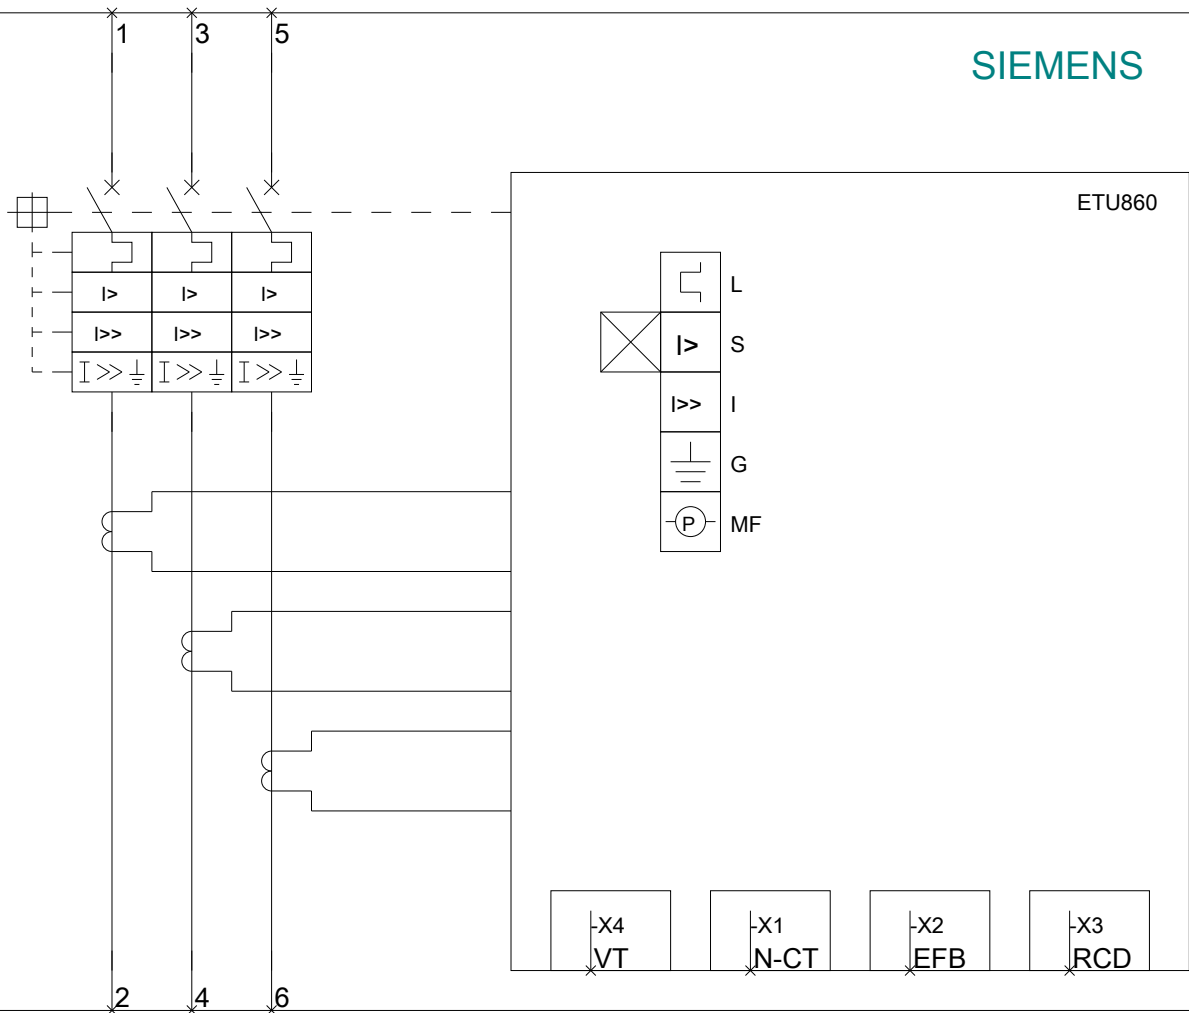 1 3 5
SIEMENS
ETU860
I> I> I>
I>> I>> I>>
I>> I>> I>>
L
I> S
I>> I
G
P MF
-X4 -X1 -X2 -X3
VT N-CT EFB RCD
2 4 6